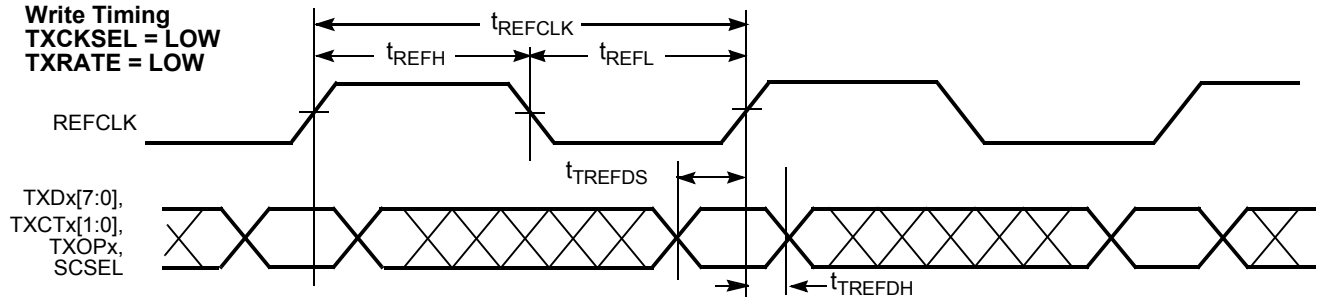 Write Timing
TXCKSEL = LOW
TXRATE = LOW
tREFCLK
tREFH
tREFL
REFCLK
tTREFDS
TXDx[7:0],
TXCTx[1:0],
TXOPx,
SCSEL
tTREFDH